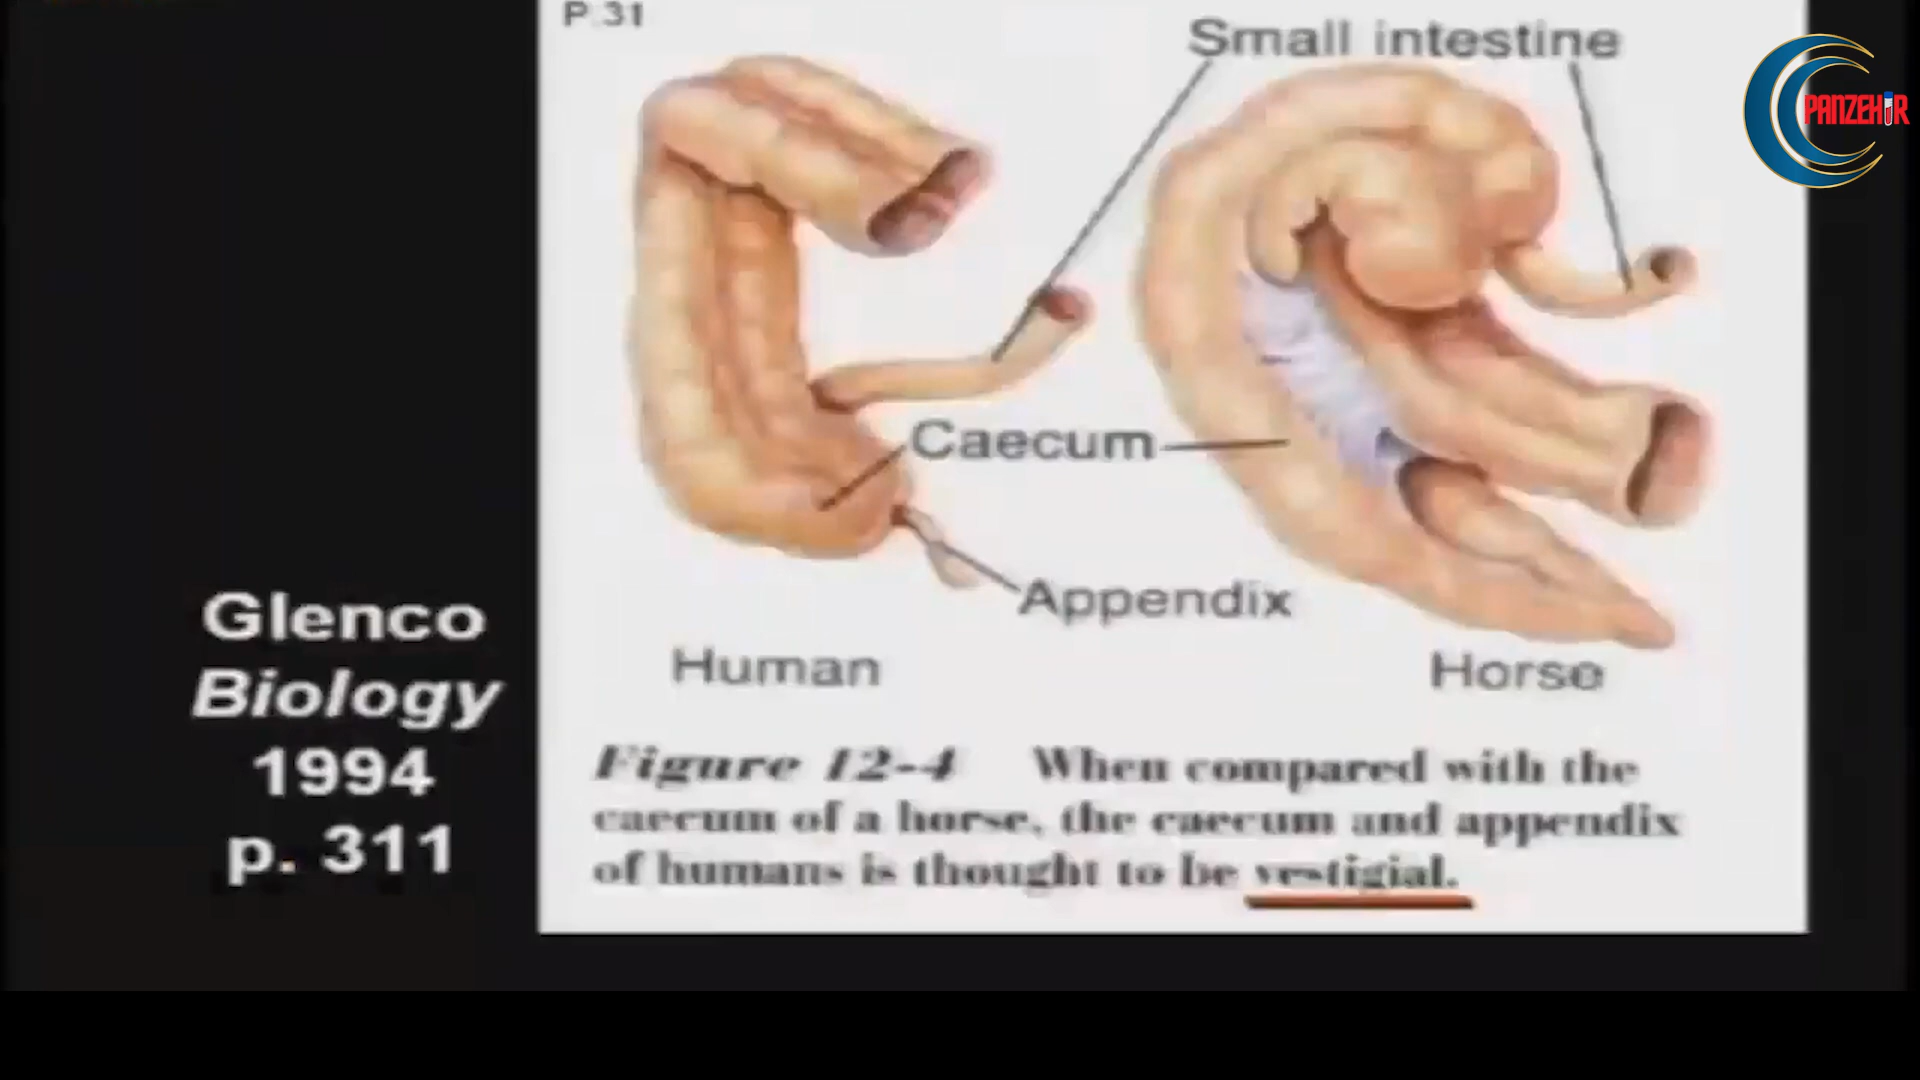 P.31
Small intestine
PANZEHiR
Caecum
Appendix
Human
Horse
Glenco
Biology
1994
p. 311
Figure 12-4 When compared with the
caecum of a horse, the caecum and appendix
of humans is thought to be vestigial.